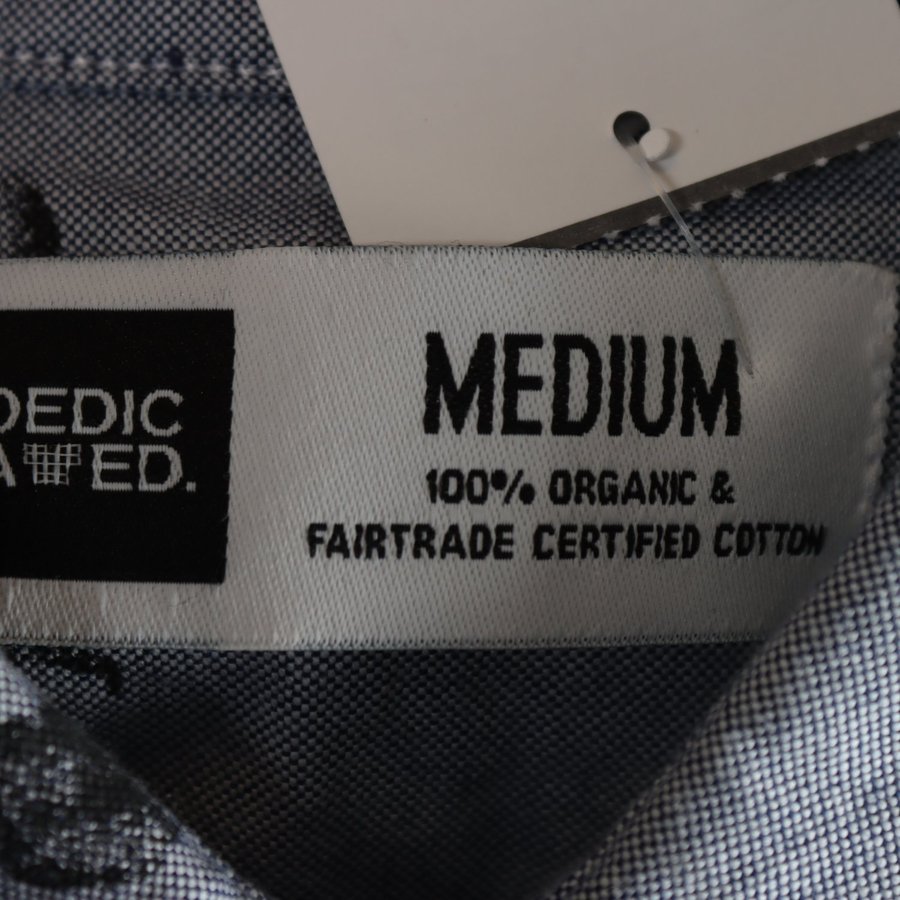 DEDIC
ATED.
MEDIUM
100% ORGANIC &
FAIRTRADE CERTIFIED COTTON